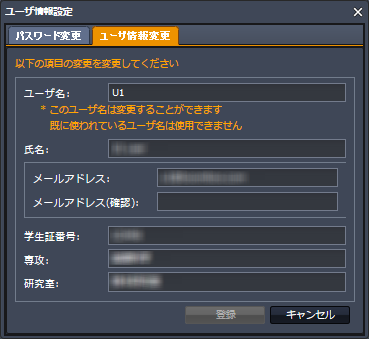 ユーザ情報設定
パスワード変更 ユーザ情報変更
以下の項目の変更を変更してください
ユーザ名: U1
* このユーザ名は変更することができます
既に使われているユーザ名は使用できません
氏名:
メールアドレス:
メールアドレス(確認):
学生証番号:
専攻:
研究室:
登録 キャンセル